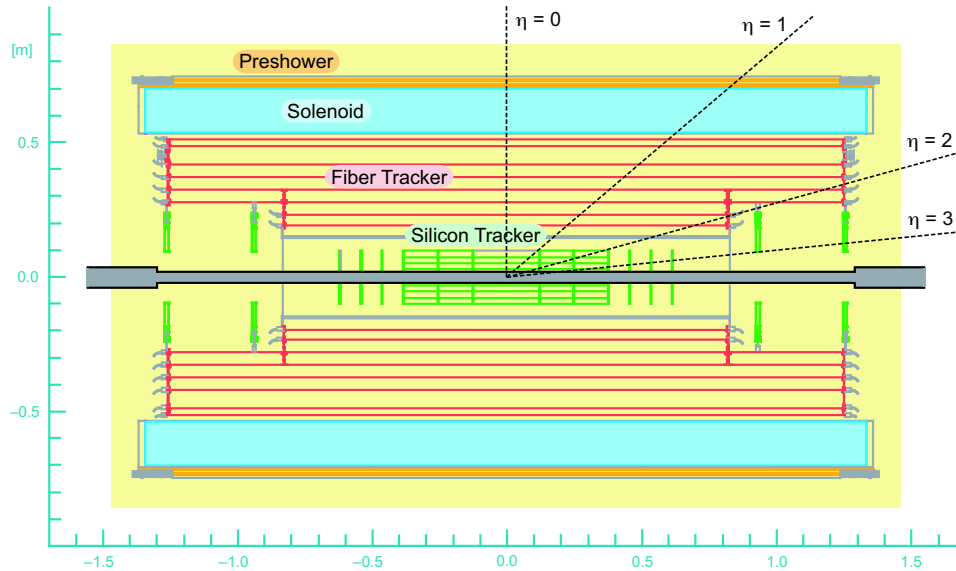 η = 0
η = 1
[m]
Preshower
Solenoid
0.5
η = 2
Fiber Tracker
η = 3
Silicon Tracker
0.0
–0.5
–1.5 –1.0 –0.5 0.0 0.5 1.0 1.5